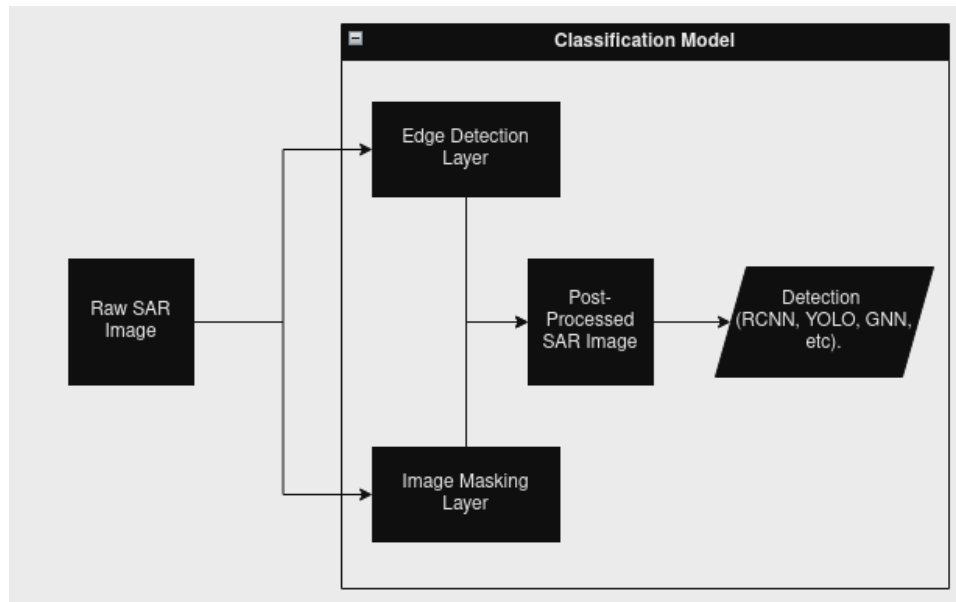 Classification Model
Edge Detection
Layer
Raw SAR
Image
Post-
Processed
SAR Image
Detection
(RCNN, YOLO, GNN,
etc).
Image Masking
Layer